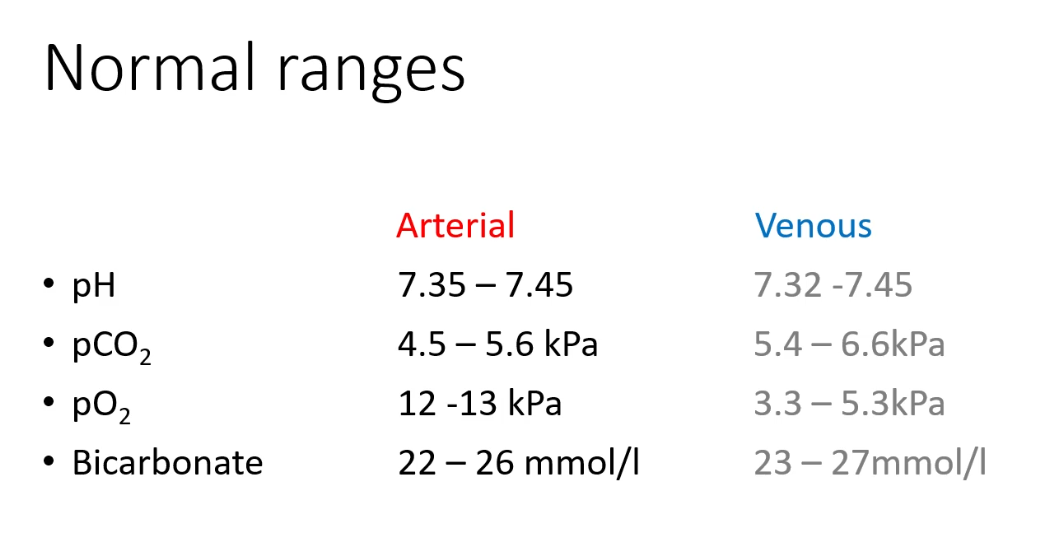 Normal ranges
Arterial Venous
• pH 7.35 – 7.45 7.32 -7.45
• pCO₂ 4.5 – 5.6 kPa 5.4 – 6.6kPa
• pO₂ 12 -13 kPa 3.3 – 5.3kPa
• Bicarbonate 22 – 26 mmol/l 23 – 27mmol/l